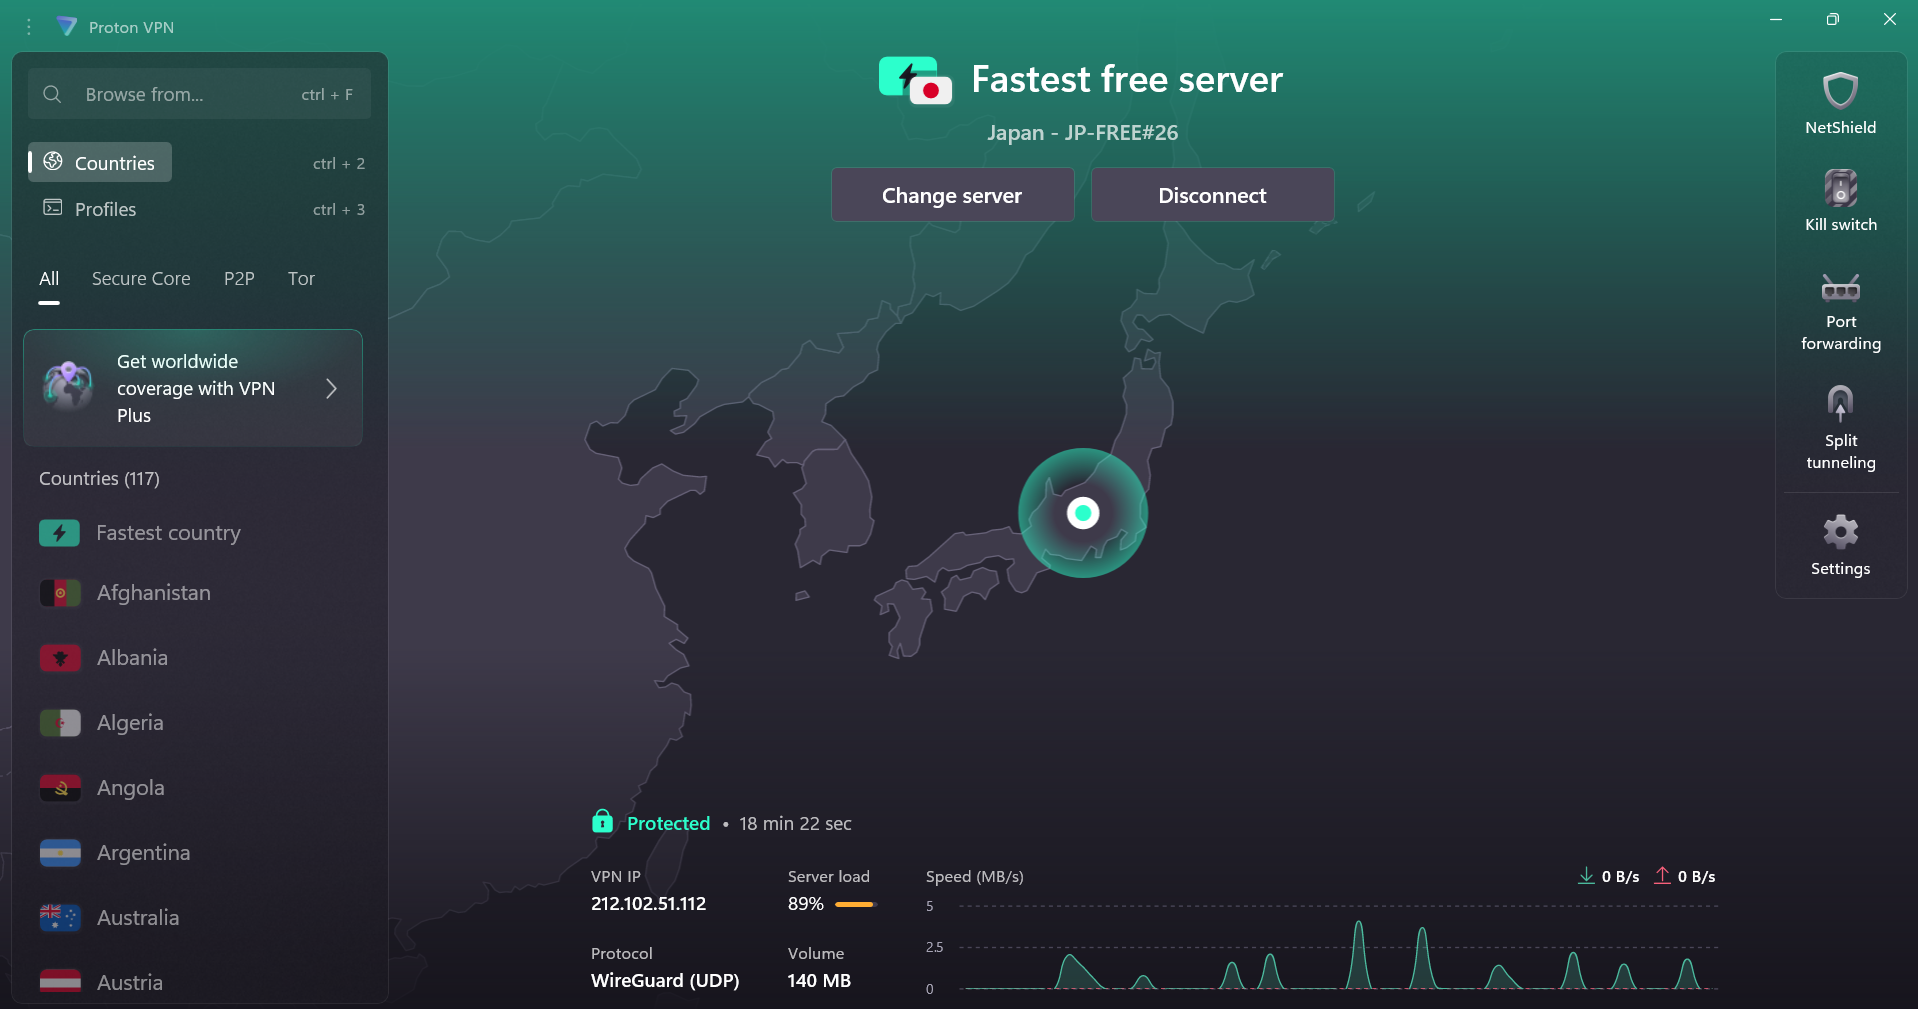 Proton VPN
Browse from...
ctrl + F
Countries
ctrl + 2
Profiles
ctrl + 3
All
Secure Core
P2P
Tor
Get worldwide
coverage with VPN
Plus
Countries (117)
Fastest country
Afghanistan
Albania
Algeria
Angola
Argentina
Australia
Austria
Fastest free server
Japan - JP-FREE#26
Change server
Disconnect
Protected • 18 min 22 sec
VPN IP
212.102.51.112
Server load
89%
Protocol
WireGuard (UDP)
Volume
140 MB
Speed (MB/s)
0 B/s
0 B/s
5
2.5
0
NetShield
Kill switch
Port
forwarding
Split
tunneling
Settings